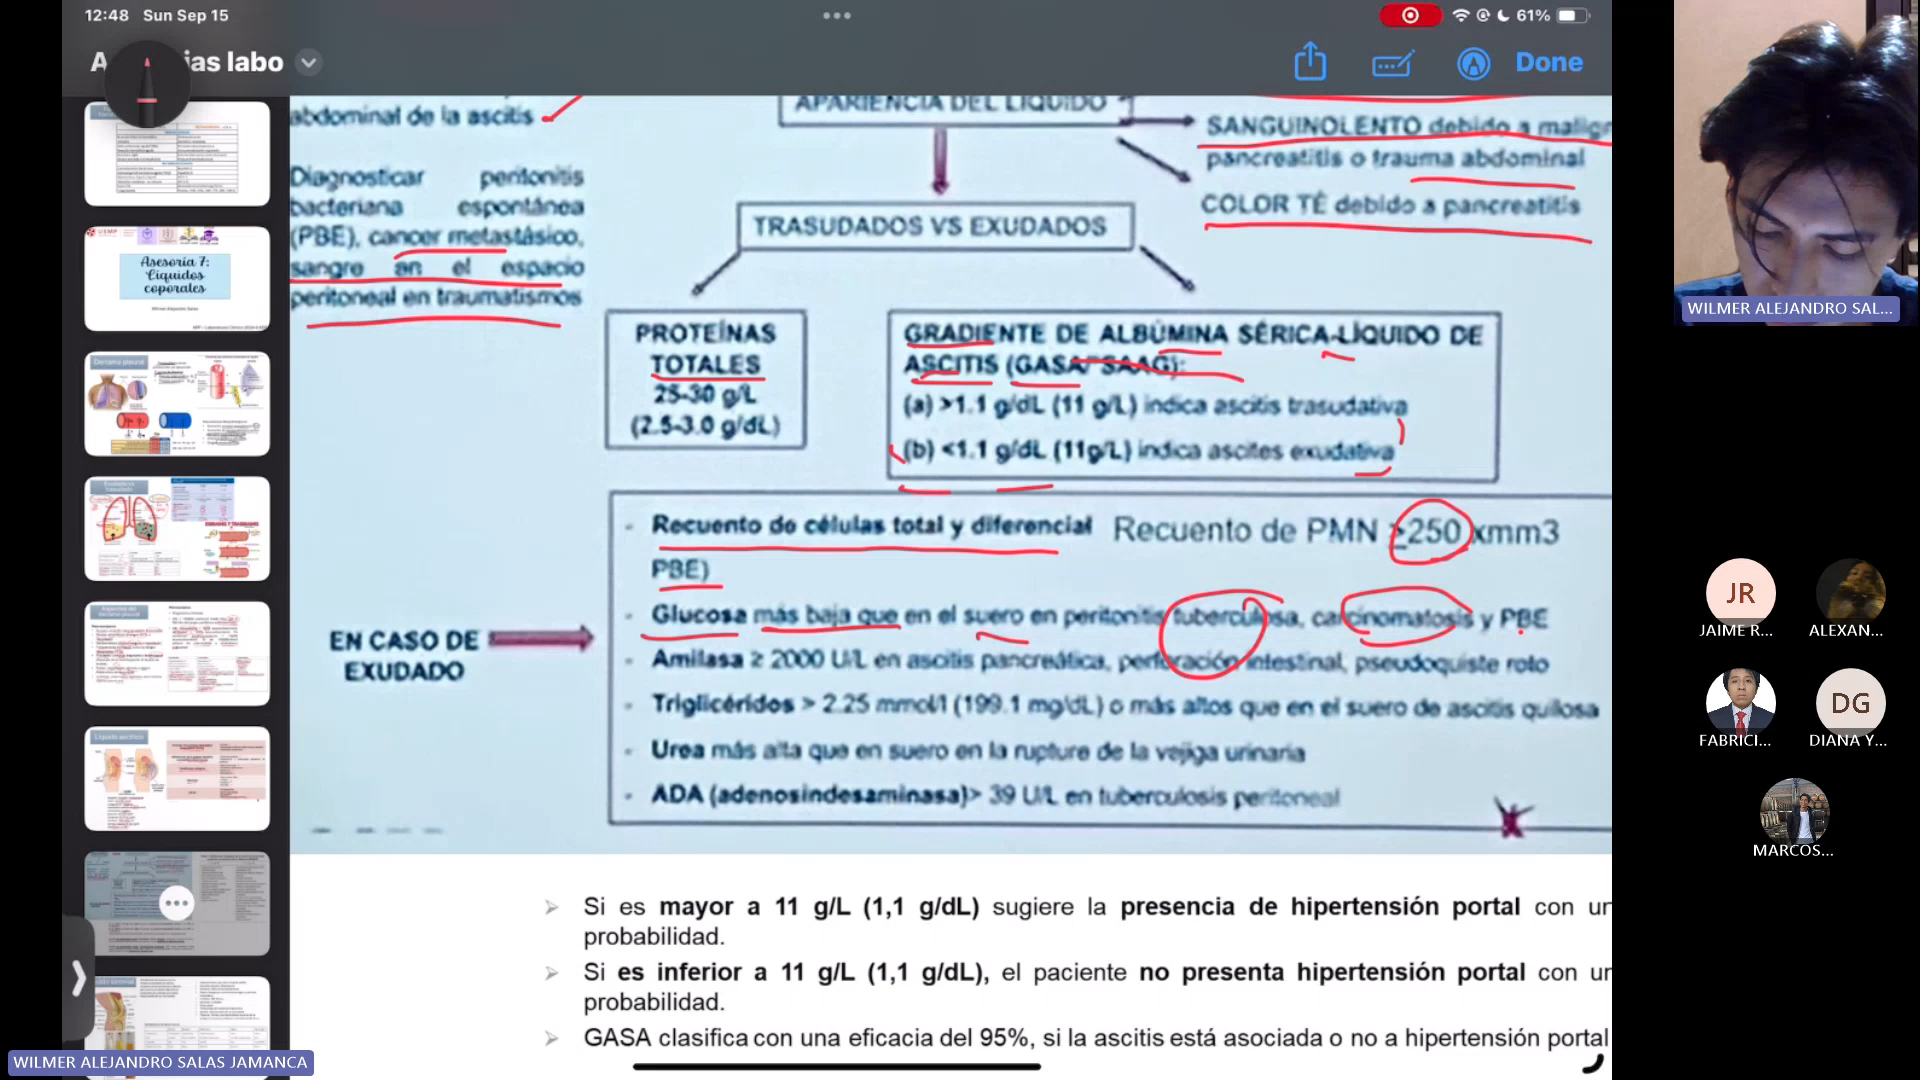 12:48 Sun Sep 15
61%
ias labo
Done
abdominal de la ascitis
APARIENCIA DEL LÍQUIDO
SANGUINOLENTO debido a malign
pancreatitis o trauma abdominal
COLOR TÉ debido a pancreatitis
Diagnosticar peritonitis
bacteriana espontánea
(PBE), cancer metastásico,
sangre en el espacio
peritoneal en traumatismos
TRASUDADOS VS EXUDADOS
PROTEÍNAS
TOTALES
25-30 g/L
(2.5-3.0 g/dL)
GRADIENTE DE ALBÚMINA SÉRICA-LÍQUIDO DE
ASCITIS (GASA/ SAAG):
(a) >1.1 g/dL (11 g/L) indica ascitis trasudativa
(b) <1.1 g/dL (11g/L) indica ascites exudativa
EN CASO DE
EXUDADO
- Recuento de células total y diferencial Recuento de PMN ≥250 xmm3
PBE)
- Glucosa más baja que en el suero en peritonitis tuberculosa, carcinomatosis y PBE
- Amilasa ≥ 2000 U/L en ascitis pancreática, perforación intestinal, pseudoquiste roto
- Triglicéridos > 2.25 mmol/l (199.1 mg/dL) o más altos que en el suero de ascitis quilosa
- Urea más alta que en suero en la rupture de la vejiga urinaria
- ADA (adenosindesaminasa)> 39 U/L en tuberculosis peritoneal
Si es mayor a 11 g/L (1,1 g/dL) sugiere la presencia de hipertensión portal con un
probabilidad.
Si es inferior a 11 g/L (1,1 g/dL), el paciente no presenta hipertensión portal con un
probabilidad.
GASA clasifica con una eficacia del 95%, si la ascitis está asociada o no a hipertensión portal
Asesoría 7:
Líquidos
coporales
Derrame pleural
Líquido ascítico
WILMER ALEJANDRO SALAS JAMANCA
WILMER ALEJANDRO SAL...
JR
JAIME R...
ALEXAN...
FABRICI...
DG
DIANA Y...
MARCOS...